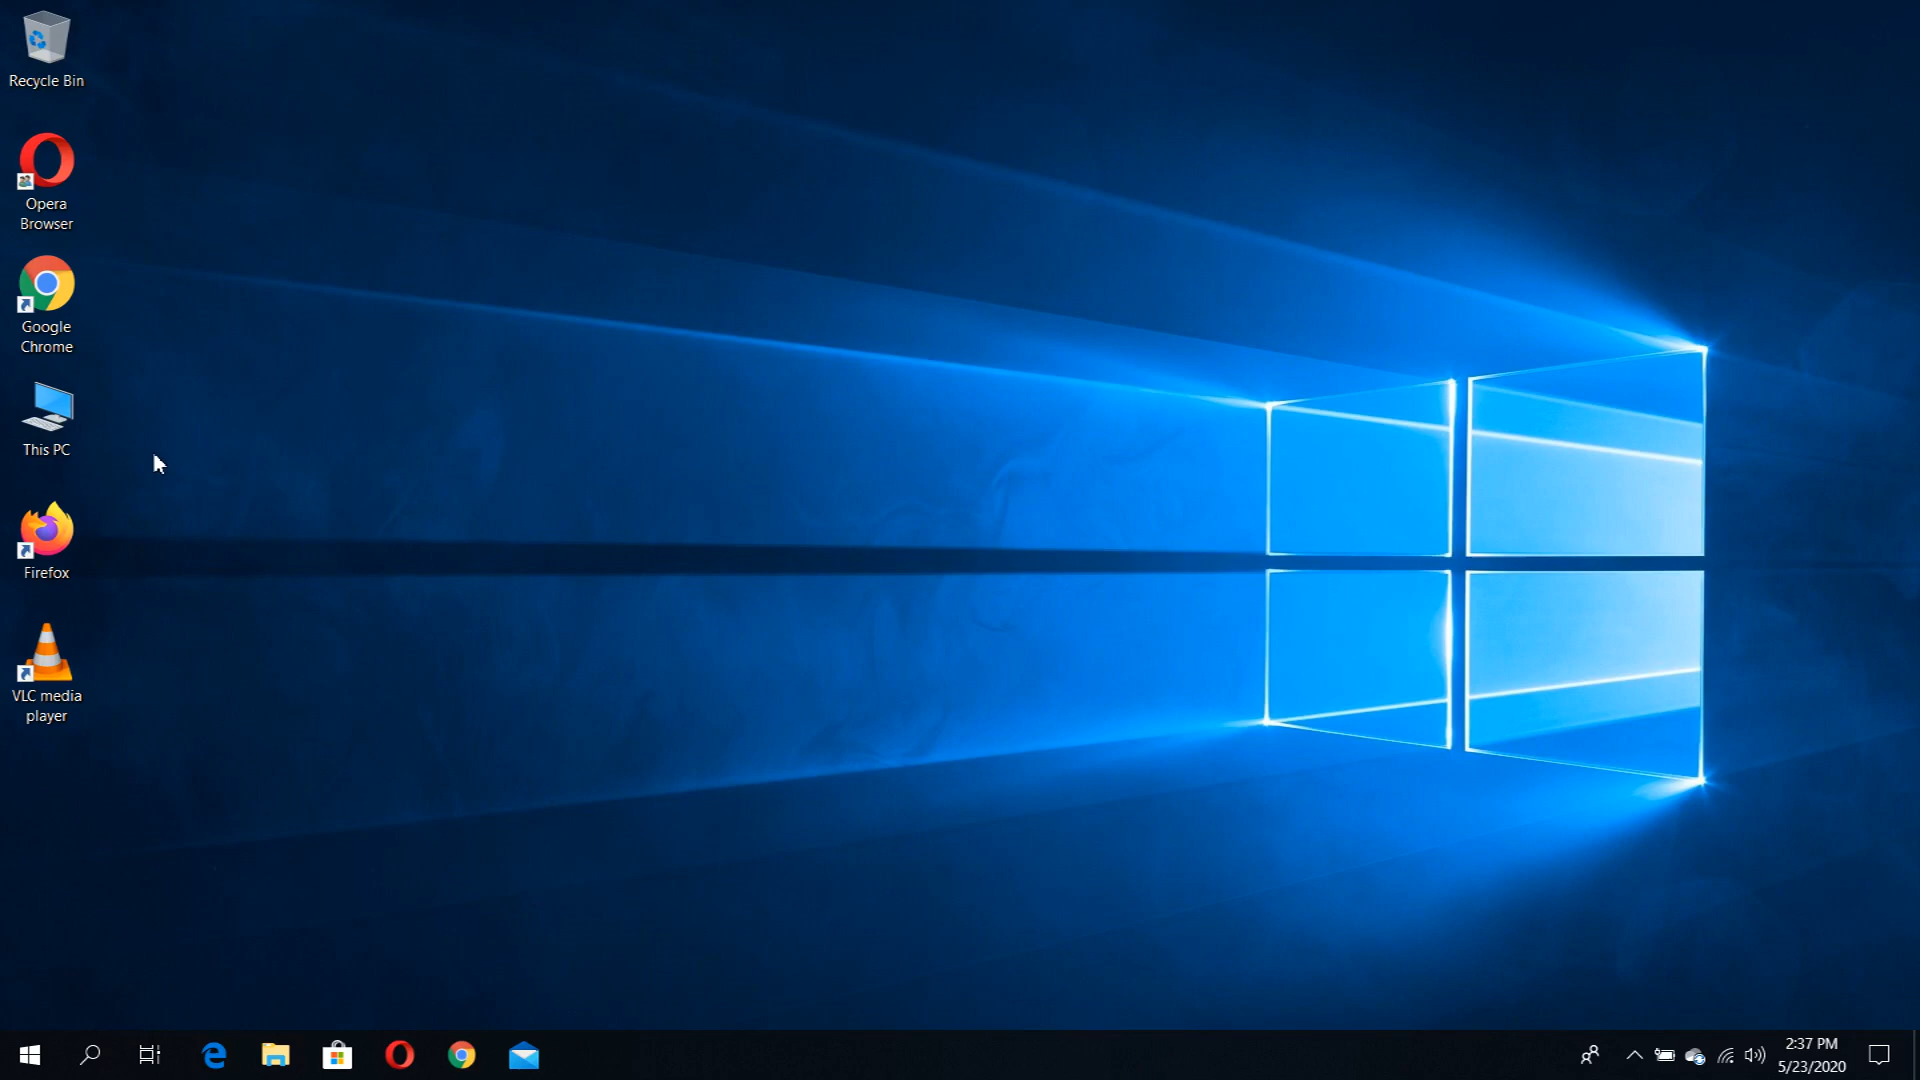 Recycle Bin
Opera
Browser
Google
Chrome
This PC
Firefox
VLC media
player
2:37 PM
5/23/2020